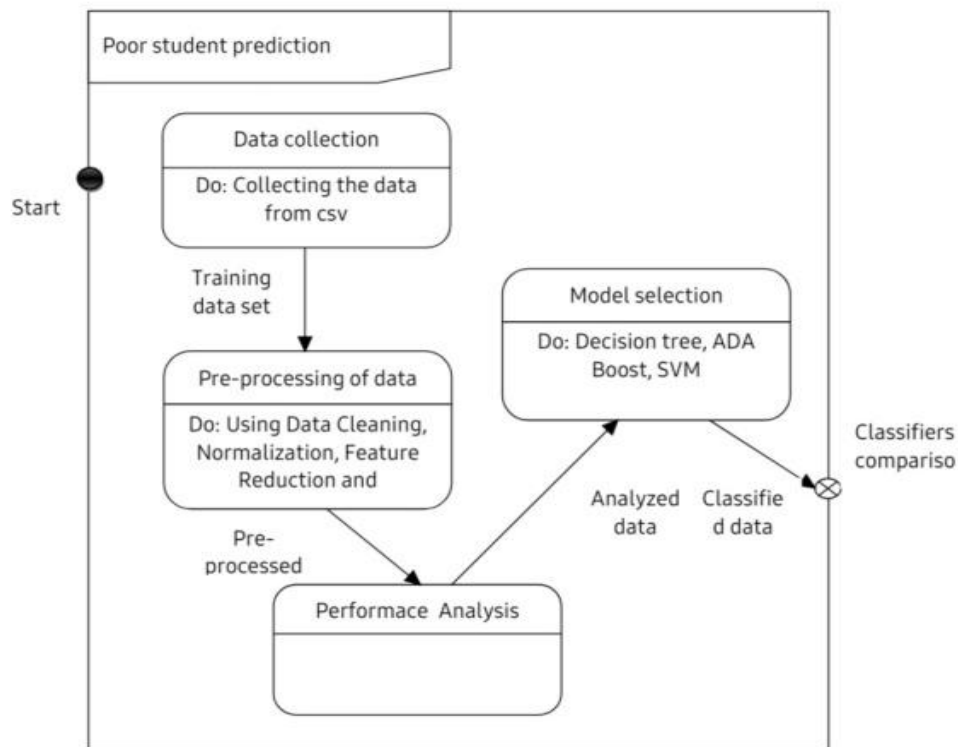 Poor student prediction
Data collection
Do: Collecting the data
from csv
Start
Training
data set
Model selection
Do: Decision tree, ADA
Boost, SVM
Pre-processing of data
Do: Using Data Cleaning,
Normalization, Feature
Reduction and
Classifiers
compariso
Analyzed
data
Classifie
d data
Pre-
processed
Performace Analysis